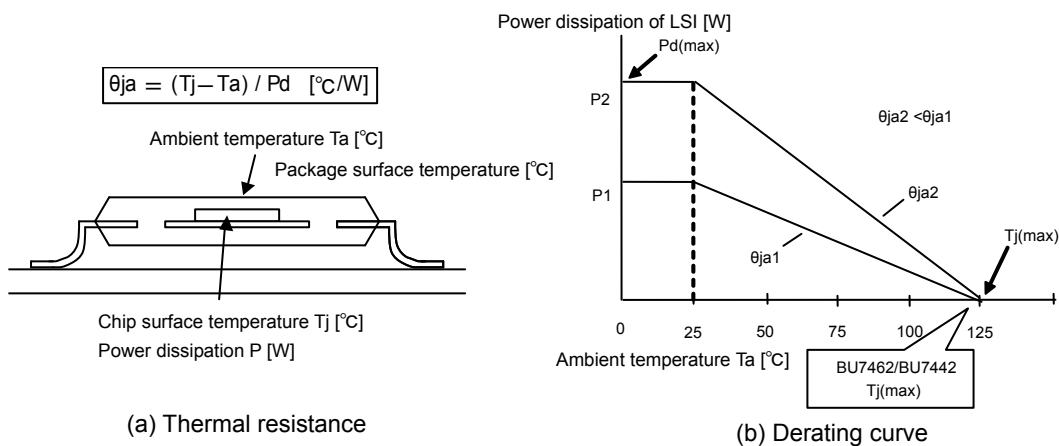 θja = (Tj－Ta) / Pd [℃/W]
Ambient temperature Ta [℃]
Package surface temperature [℃]
Chip surface temperature Tj [℃]
Power dissipation P [W]
(a) Thermal resistance
Power dissipation of LSI [W]
Pd(max)
P2
θja2 <θja1
P1
θja2
Tj(max)
θja1
0 25 50 75 100 125
Ambient temperature Ta [℃]
BU7462/BU7442
Tj(max)
(b) Derating curve